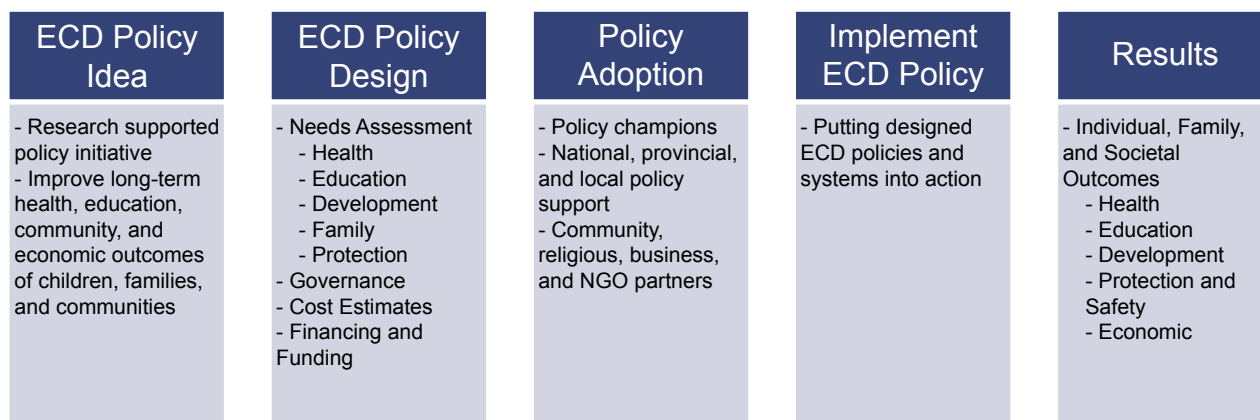 ECD Policy
Idea
- Research supported
policy initiative
- Improve long-term
health, education,
community, and
economic outcomes
of children, families,
and communities
ECD Policy
Design
- Needs Assessment
- Health
- Education
- Development
- Family
- Protection
- Governance
- Cost Estimates
- Financing and
Funding
Policy
Adoption
- Policy champions
- National, provincial,
and local policy
support
- Community,
religious, business,
and NGO partners
Implement
ECD Policy
- Putting designed
ECD policies and
systems into action
Results
- Individual, Family,
and Societal
Outcomes
- Health
- Education
- Development
- Protection and
Safety
- Economic